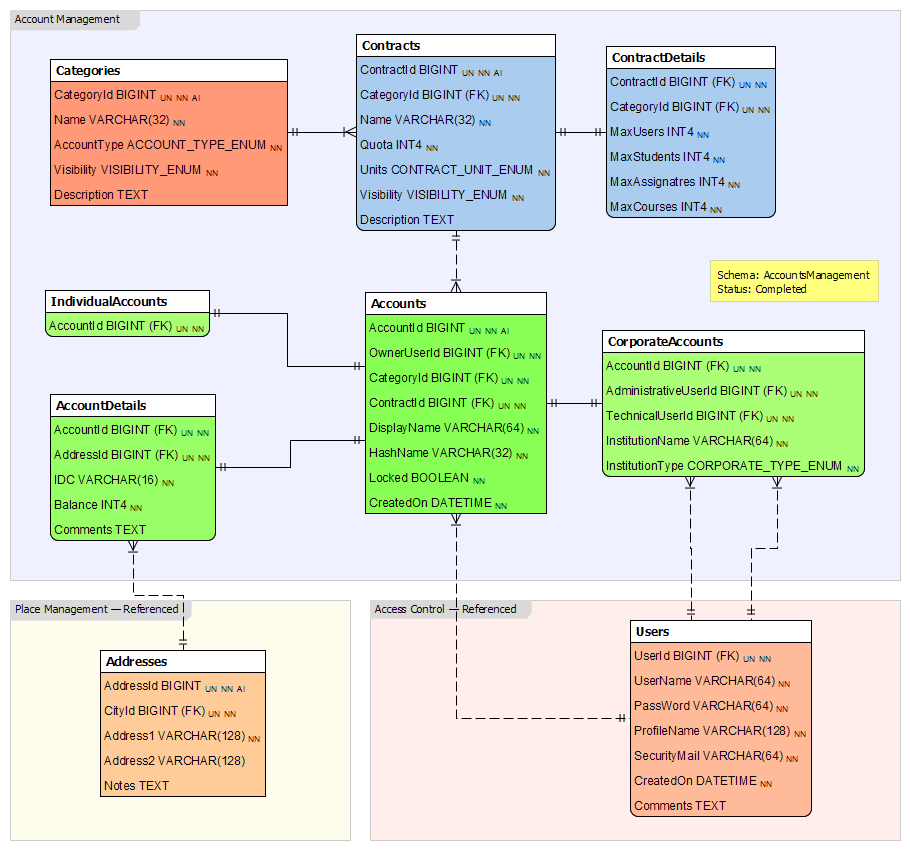 Account Management
Categories
CategoryId BIGINT UN NN AI
Name VARCHAR(32) NN
AccountType ACCOUNT_TYPE_ENUM NN
Visibility VISIBILITY_ENUM NN
Description TEXT
Contracts
ContractId BIGINT UN NN AI
CategoryId BIGINT (FK) UN NN
Name VARCHAR(32) NN
Quota INT4 NN
Units CONTRACT_UNIT_ENUM NN
Visibility VISIBILITY_ENUM NN
Description TEXT
ContractDetails
ContractId BIGINT (FK) UN NN
CategoryId BIGINT (FK) UN NN
MaxUsers INT4 NN
MaxStudents INT4 NN
MaxAssignatres INT4 NN
MaxCourses INT4 NN
Schema: AccountsManagement
Status: Completed
IndividualAccounts
AccountId BIGINT (FK) UN NN
Accounts
AccountId BIGINT UN NN AI
OwnerUserId BIGINT (FK) UN NN
CategoryId BIGINT (FK) UN NN
ContractId BIGINT (FK) UN NN
DisplayName VARCHAR(64) NN
HashName VARCHAR(32) NN
Locked BOOLEAN NN
CreatedOn DATETIME NN
CorporateAccounts
AccountId BIGINT (FK) UN NN
AdministrativeUserId BIGINT (FK) UN NN
TechnicalUserId BIGINT (FK) UN NN
InstitutionName VARCHAR(64) NN
InstitutionType CORPORATE_TYPE_ENUM NN
AccountDetails
AccountId BIGINT (FK) UN NN
AddressId BIGINT (FK) UN NN
IDC VARCHAR(16) NN
Balance INT4 NN
Comments TEXT
Place Management — Referenced
Addresses
AddressId BIGINT UN NN AI
CityId BIGINT (FK) UN NN
Address1 VARCHAR(128) NN
Address2 VARCHAR(128)
Notes TEXT
Access Control — Referenced
Users
UserId BIGINT (FK) UN NN
UserName VARCHAR(64) NN
PassWord VARCHAR(64) NN
ProfileName VARCHAR(128) NN
SecurityMail VARCHAR(64) NN
CreatedOn DATETIME NN
Comments TEXT